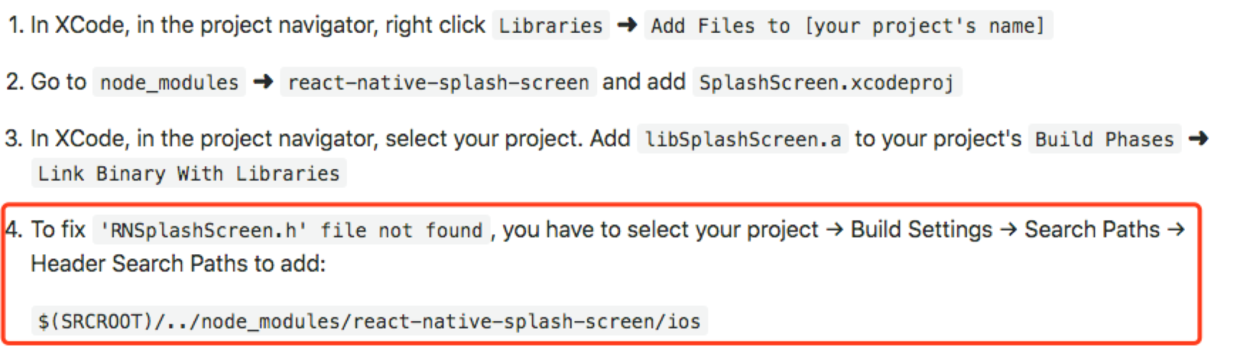 1. In XCode, in the project navigator, right click Libraries ➜ Add Files to [your project's name]
2. Go to node_modules ➜ react-native-splash-screen and add SplashScreen.xcodeproj
3. In XCode, in the project navigator, select your project. Add libSplashScreen.a to your project's Build Phases ➜
Link Binary With Libraries
4. To fix 'RNSplashScreen.h' file not found, you have to select your project → Build Settings → Search Paths →
Header Search Paths to add:
$(SRCROOT)/../node_modules/react-native-splash-screen/ios